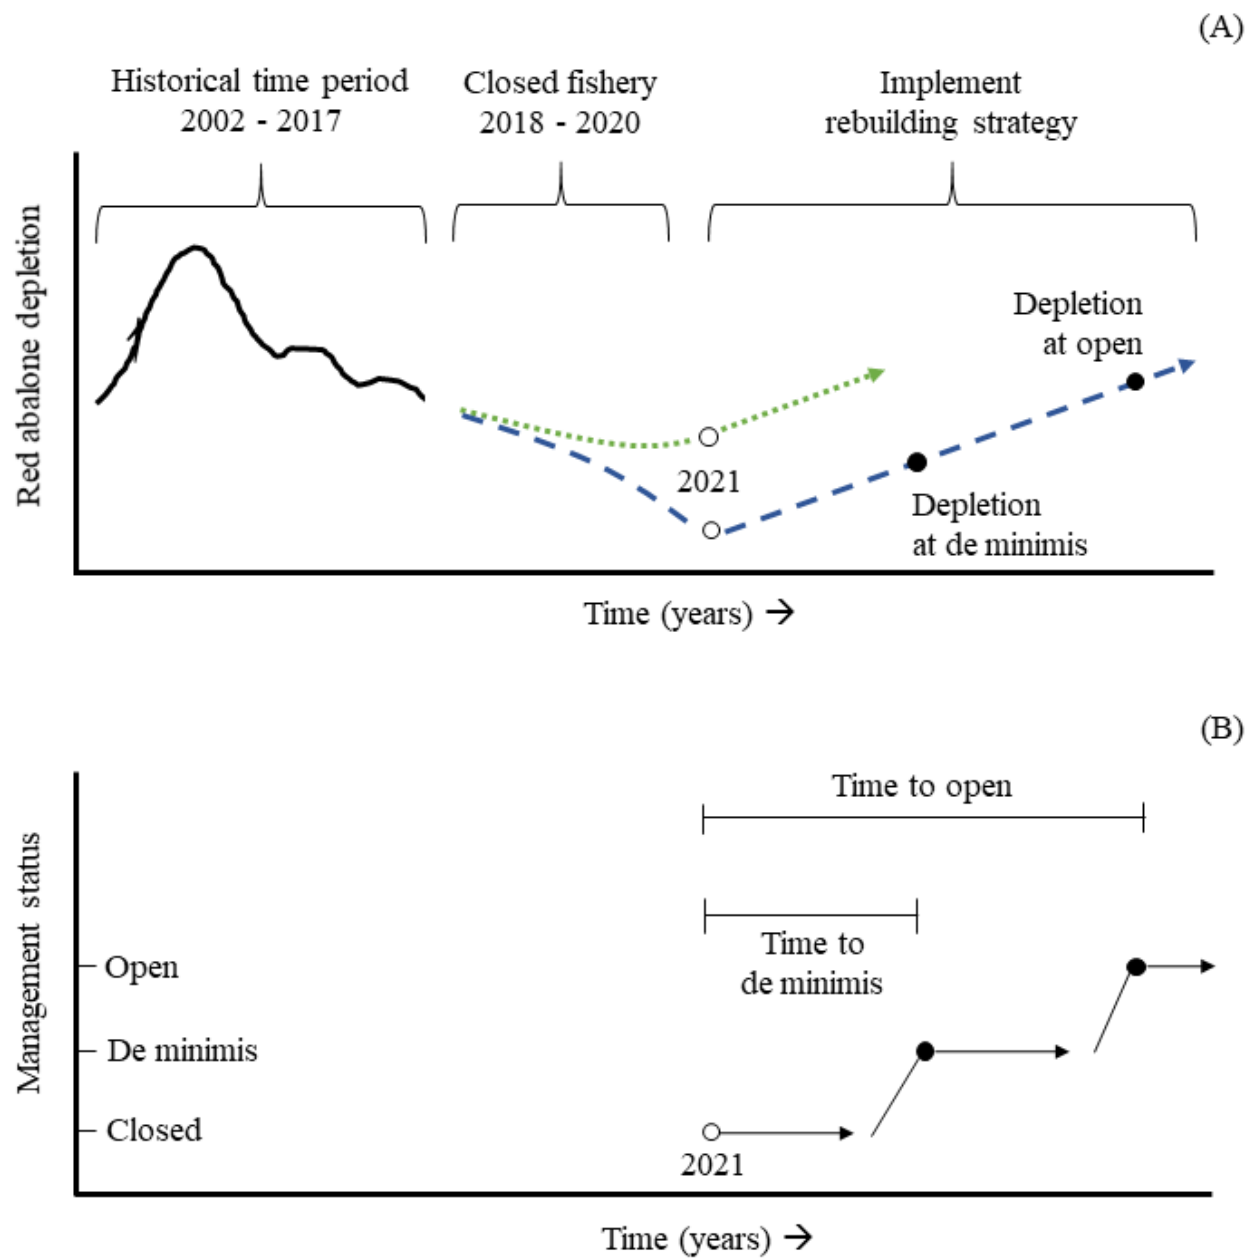 (A)
Historical time period
2002 - 2017
Closed fishery
2018 - 2020
Implement
rebuilding strategy
Red abalone depletion
Depletion
at open
2021
Depletion
at de minimis
Time (years) →
(B)
Time to open
Management status
Time to
de minimis
Open
De minimis
Closed
2021
Time (years) →